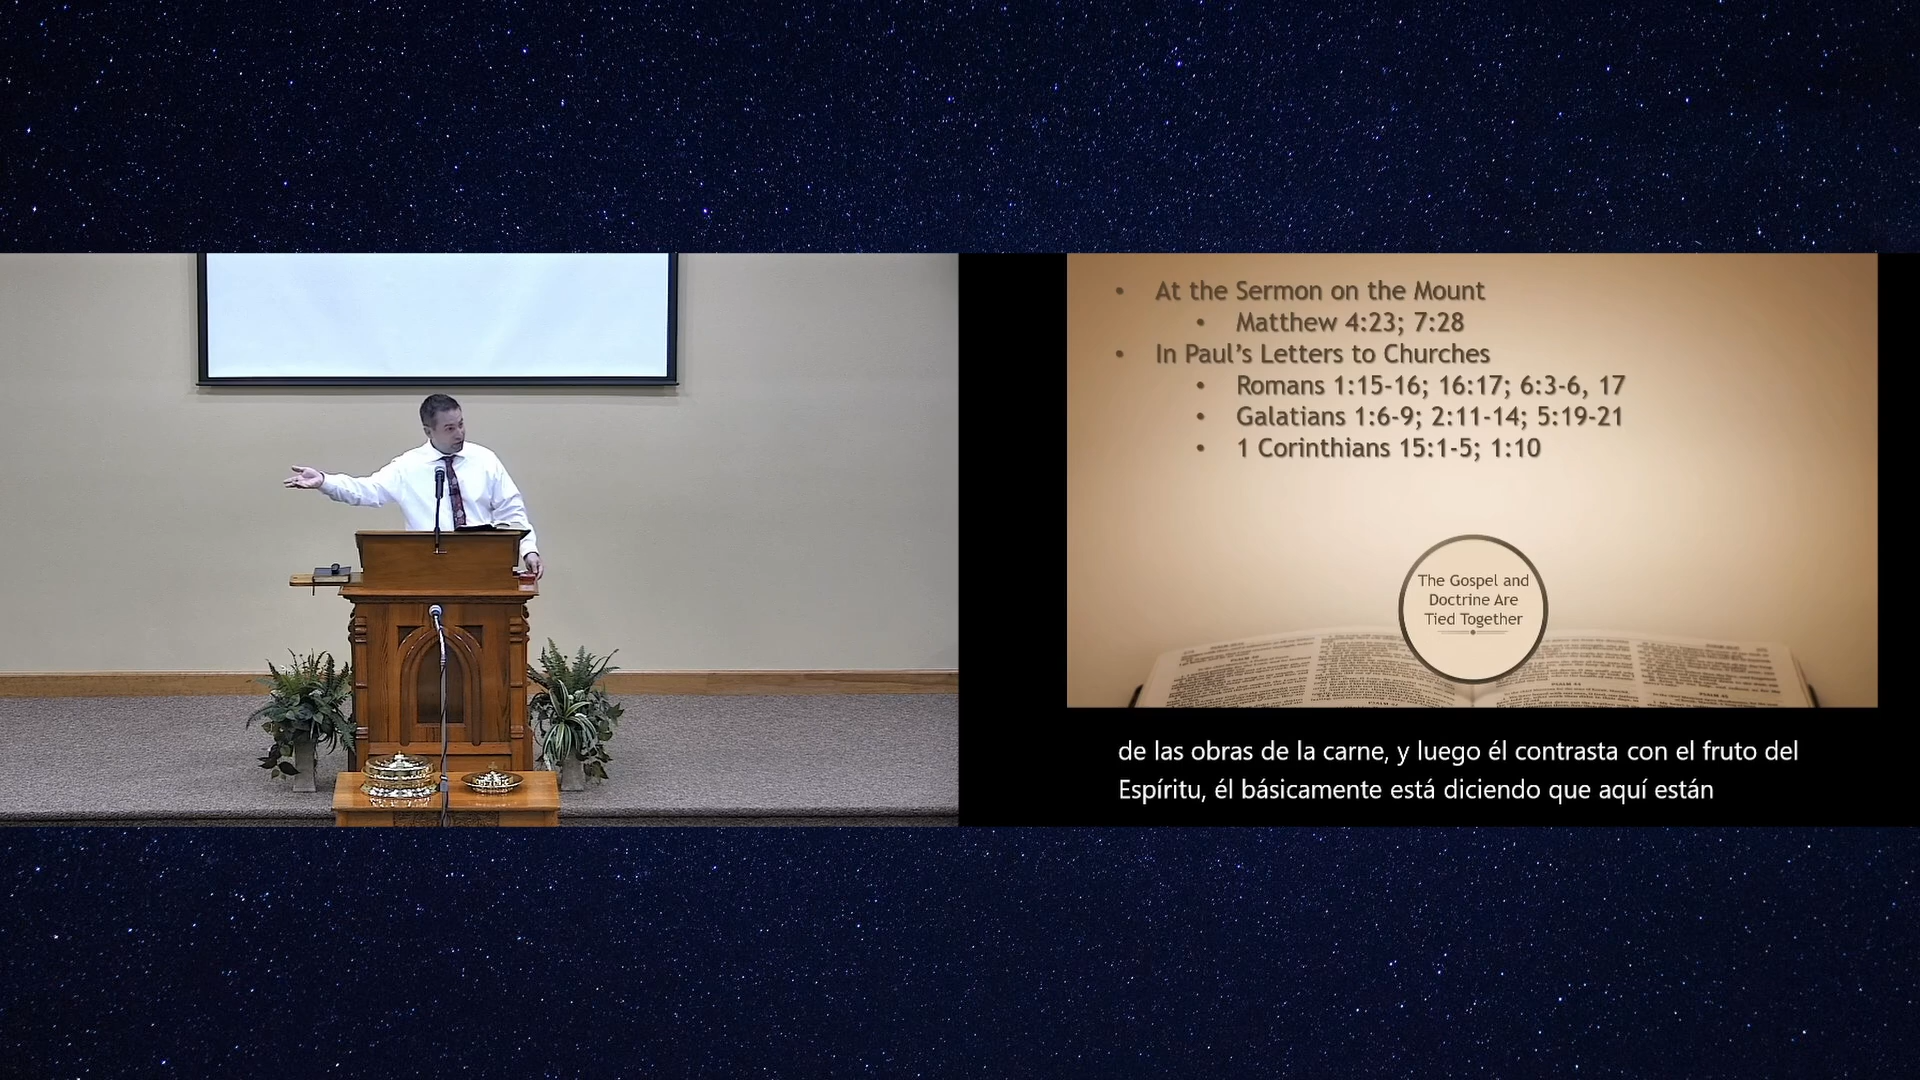 At the Sermon on the Mount
Matthew 4:23; 7:28
In Paul’s Letters to Churches
Romans 1:15-16; 16:17; 6:3-6, 17
Galatians 1:6-9; 2:11-14; 5:19-21
1 Corinthians 15:1-5; 1:10
The Gospel and
Doctrine Are
Tied Together
de las obras de la carne, y luego él contrasta con el fruto del
Espíritu, él básicamente está diciendo que aquí están